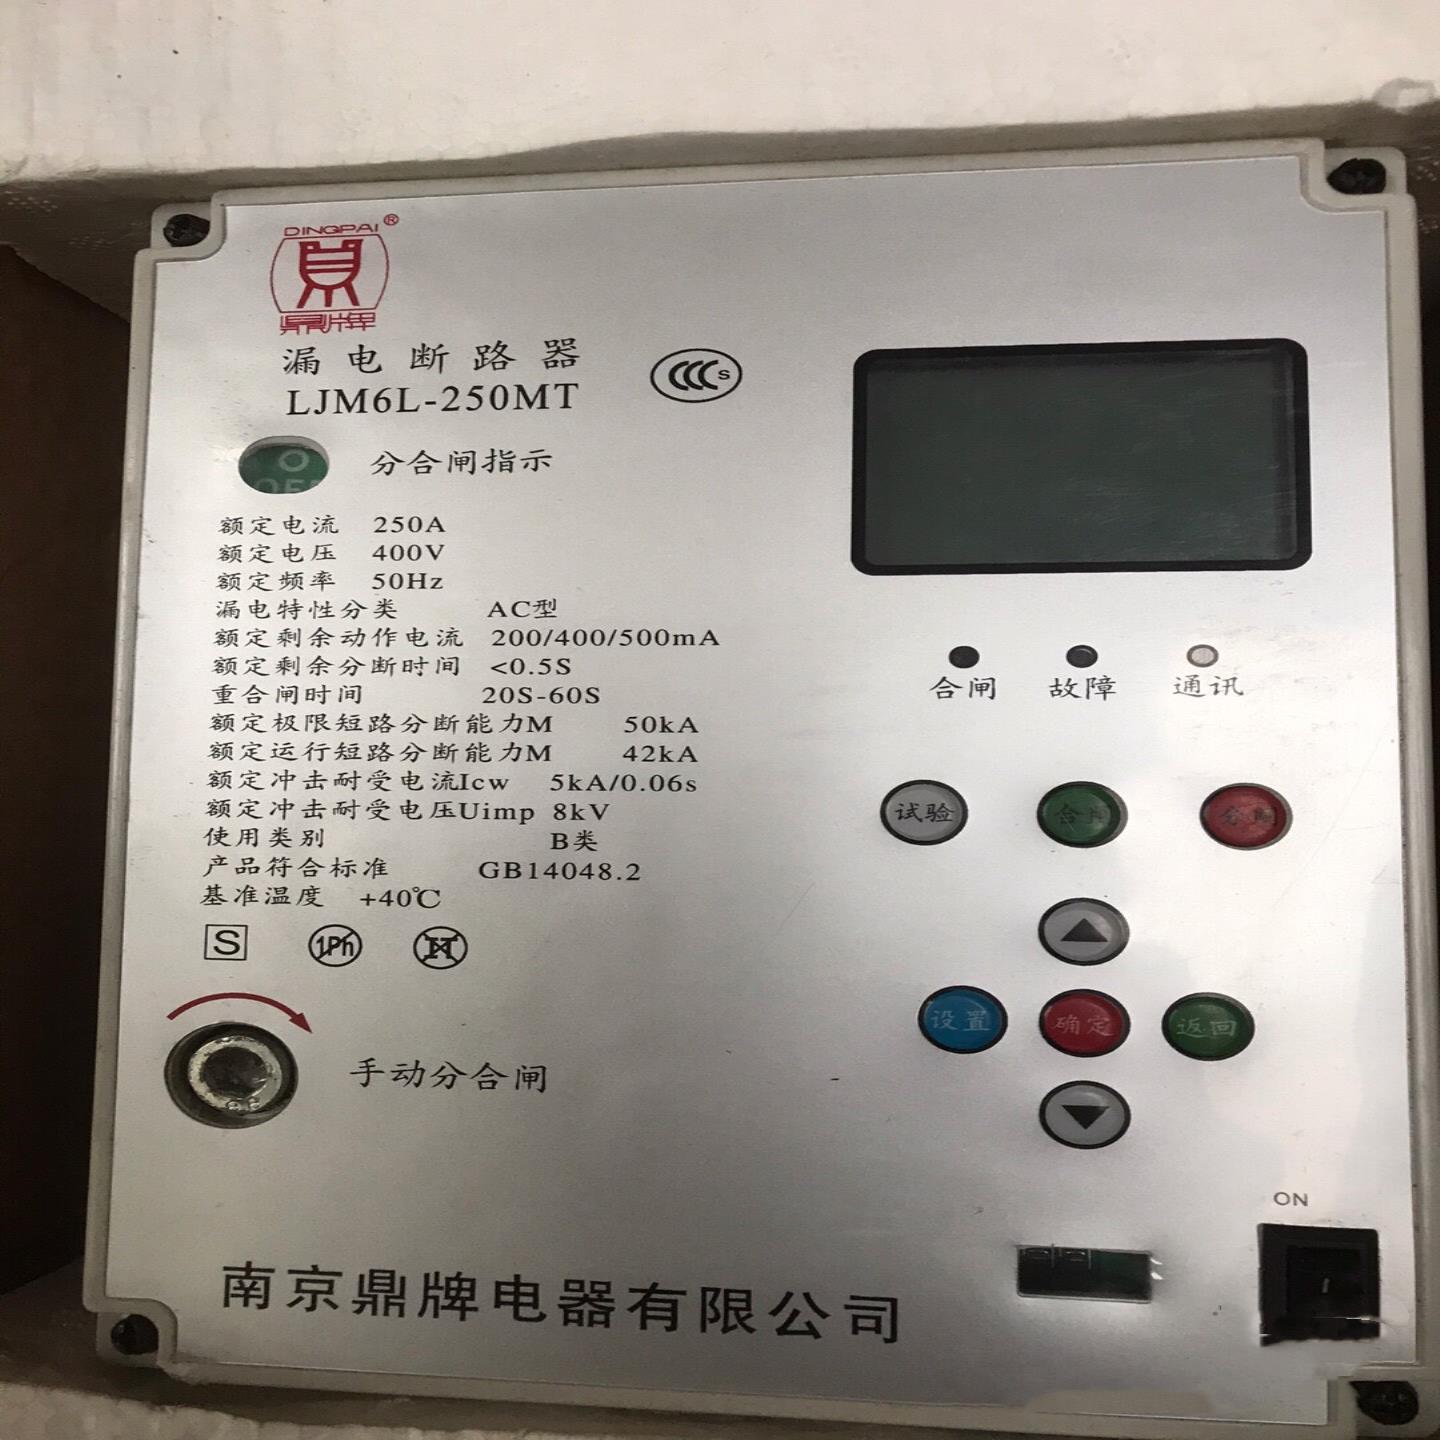 DINGPAI®
鼎牌
漏电断路器
LJM6L-250MT
CCC S
OFF
分合闸指示
额定电流 250A
额定电压 400V
额定频率 50Hz
漏电特性分类 AC型
额定剩余动作电流 200/400/500mA
额定剩余分断时间 <0.5S
重合闸时间 20S-60S
额定极限短路分断能力M 50kA
额定运行短路分断能力M 42kA
额定冲击耐受电流Icw 5kA/0.06s
额定冲击耐受电压Uimp 8kV
使用类别 B类
产品符合标准 GB14048.2
基准温度 +40℃
S 1Ph N
手动分合闸
合闸 故障 通讯
试验 合闸 分闸
设置 确定 返回
ON
南京鼎牌电器有限公司